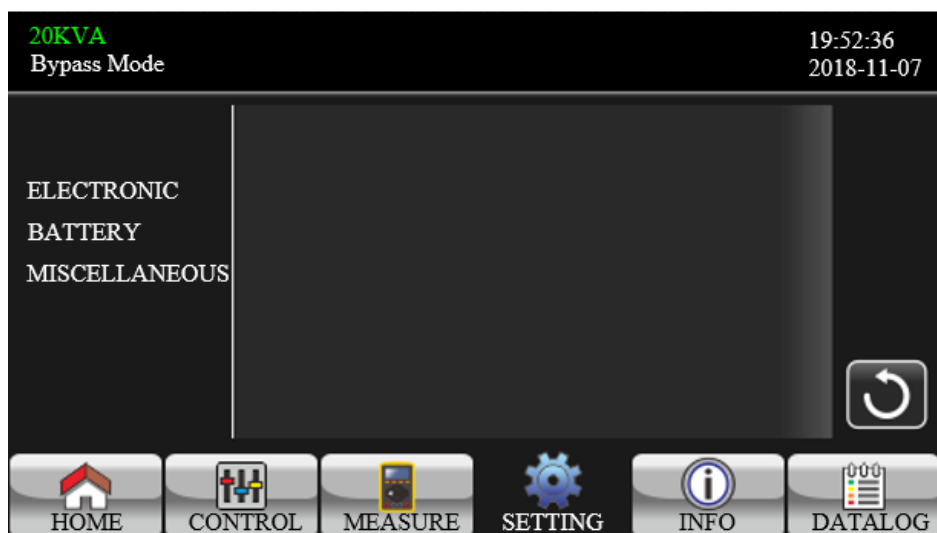 20KVA
Bypass Mode
19:52:36
2018-11-07
ELECTRONIC
BATTERY
MISCELLANEOUS
HOME
CONTROL
MEASURE
SETTING
INFO
DATALOG